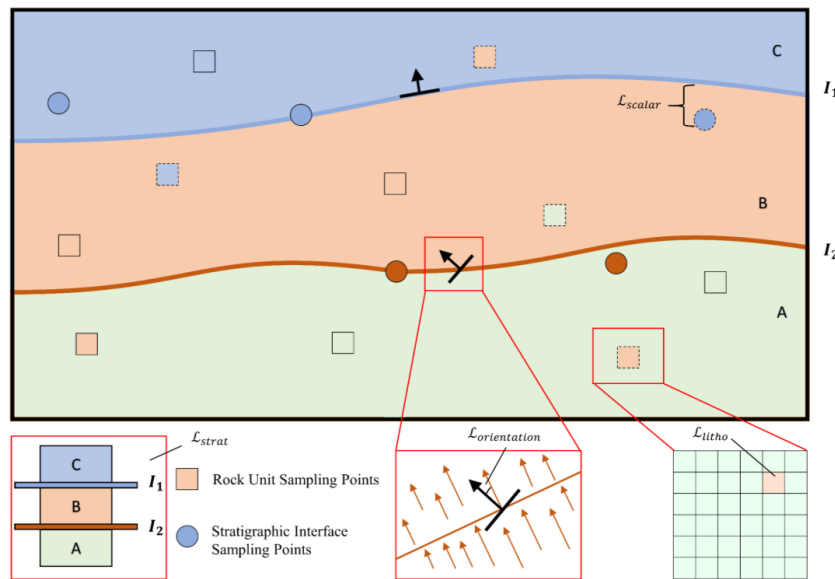 C
I₁
ℒscalar
B
I₂
A
ℒstrat
C
I₁
B
I₂
A
Rock Unit Sampling Points
Stratigraphic Interface
Sampling Points
ℒorientation
ℒlitho